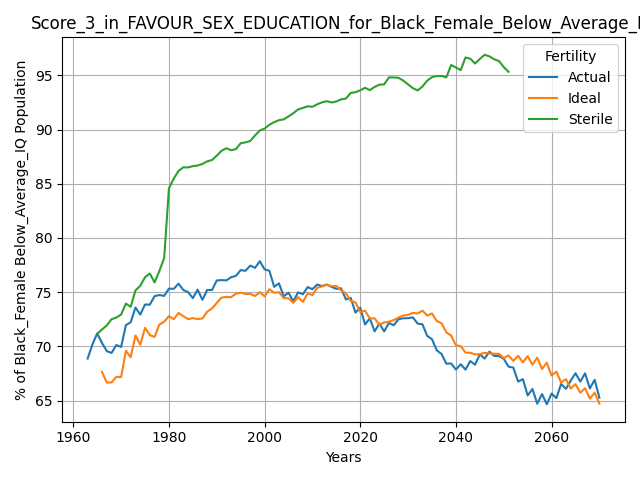 Score_3_in_FAVOUR_SEX_EDUCATION_for_Black_Female_Below_Average_I
Fertility
Actual
Ideal
Sterile
% of Black_Female Below_Average_IQ Population
95
90
85
80
75
70
65
1960
1980
2000
2020
2040
2060
Years